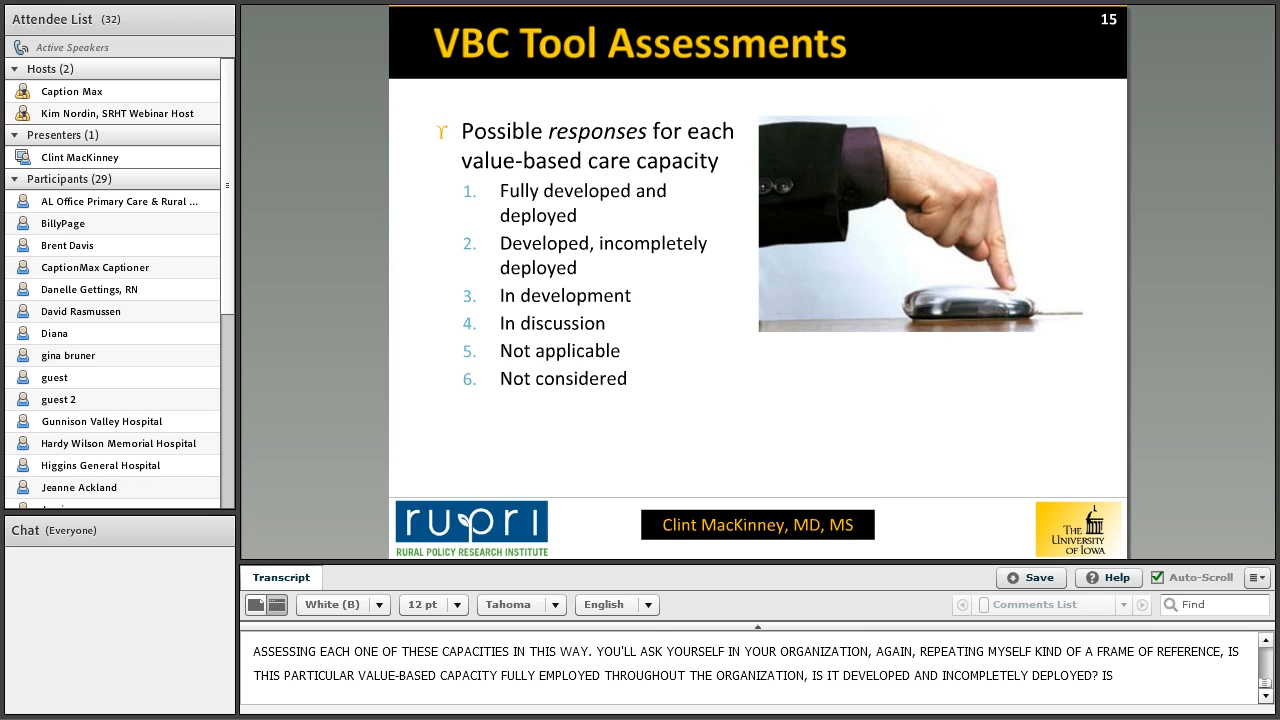 Attendee List (32)
Active Speakers
Hosts (2)
Caption Max
Kim Nordin, SRHT Webinar Host
Presenters (1)
Clint MacKinney
Participants (29)
AL Office Primary Care & Rural ...
BillyPage
Brent Davis
CaptionMax Captioner
Danelle Gettings, RN
David Rasmussen
Diana
gina bruner
guest
guest 2
Gunnison Valley Hospital
Hardy Wilson Memorial Hospital
Higgins General Hospital
Jeanne Ackland
Chat (Everyone)
15
VBC Tool Assessments
Possible responses for each
value-based care capacity
1. Fully developed and
deployed
2. Developed, incompletely
deployed
3. In development
4. In discussion
5. Not applicable
6. Not considered
rupri
RURAL POLICY RESEARCH INSTITUTE
Clint MacKinney, MD, MS
THE
UNIVERSITY
OF IOWA
Transcript
Save
Help
Auto-Scroll
White (B)
12 pt
Tahoma
English
Comments List
Find
ASSESSING EACH ONE OF THESE CAPACITIES IN THIS WAY. YOU'LL ASK YOURSELF IN YOUR ORGANIZATION, AGAIN, REPEATING MYSELF KIND OF A FRAME OF REFERENCE, IS
THIS PARTICULAR VALUE-BASED CAPACITY FULLY EMPLOYED THROUGHOUT THE ORGANIZATION, IS IT DEVELOPED AND INCOMPLETELY DEPLOYED? IS